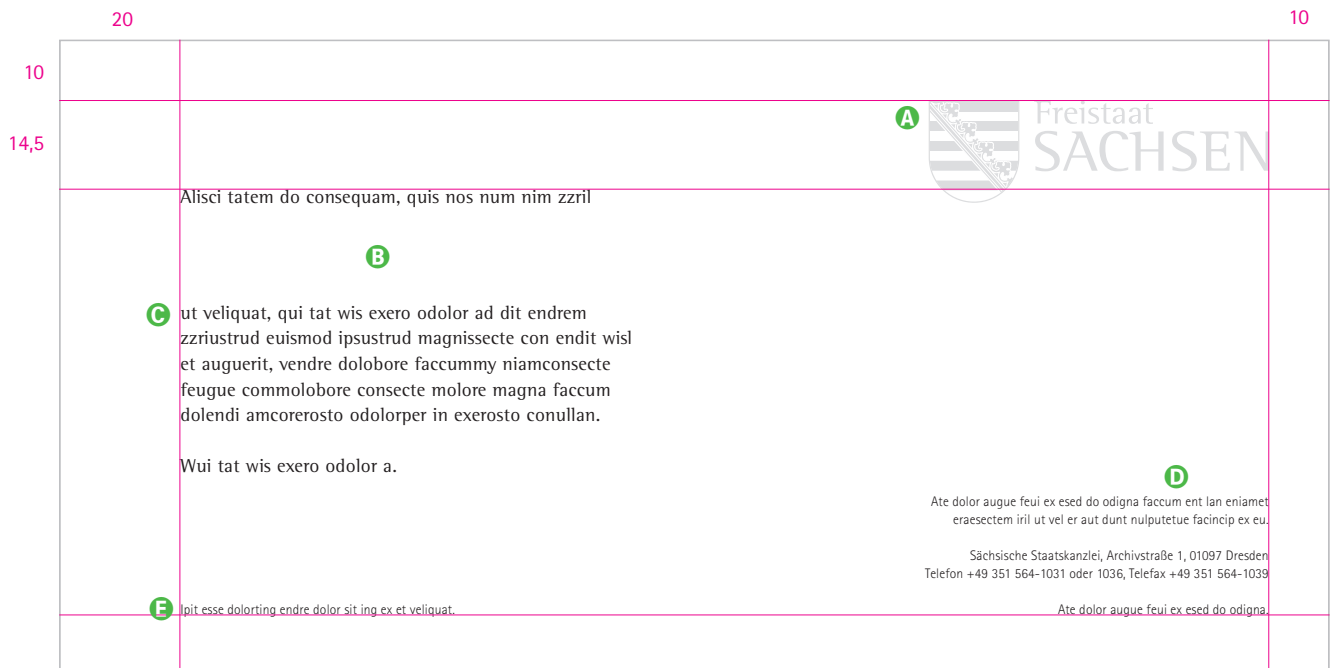 20
10
10
14,5
A
Freistaat
SACHSEN
Alisci tatem do consequam, quis nos num nim zzril
B
C
ut veliquat, qui tat wis exero odolor ad dit endrem
zzriustrud euismod ipsustrud magnissecte con endit wisl
et auguerit, vendre dolobore faccummy niamconsecte
feugue commolobore consecte molore magna faccum
dolendi amcorerosto odolorper in exerosto conullan.
Wui tat wis exero odolor a.
D
Ate dolor augue feui ex esed do odigna faccum ent lan eniamet
eraesectem iril ut vel er aut dunt nulputetue facincip ex eu.
Sächsische Staatskanzlei, Archivstraße 1, 01097 Dresden
Telefon +49 351 564-1031 oder 1036, Telefax +49 351 564-1039
E
Ipit esse dolorting endre dolor sit ing ex et veliquat.
Ate dolor augue feui ex esed do odigna.